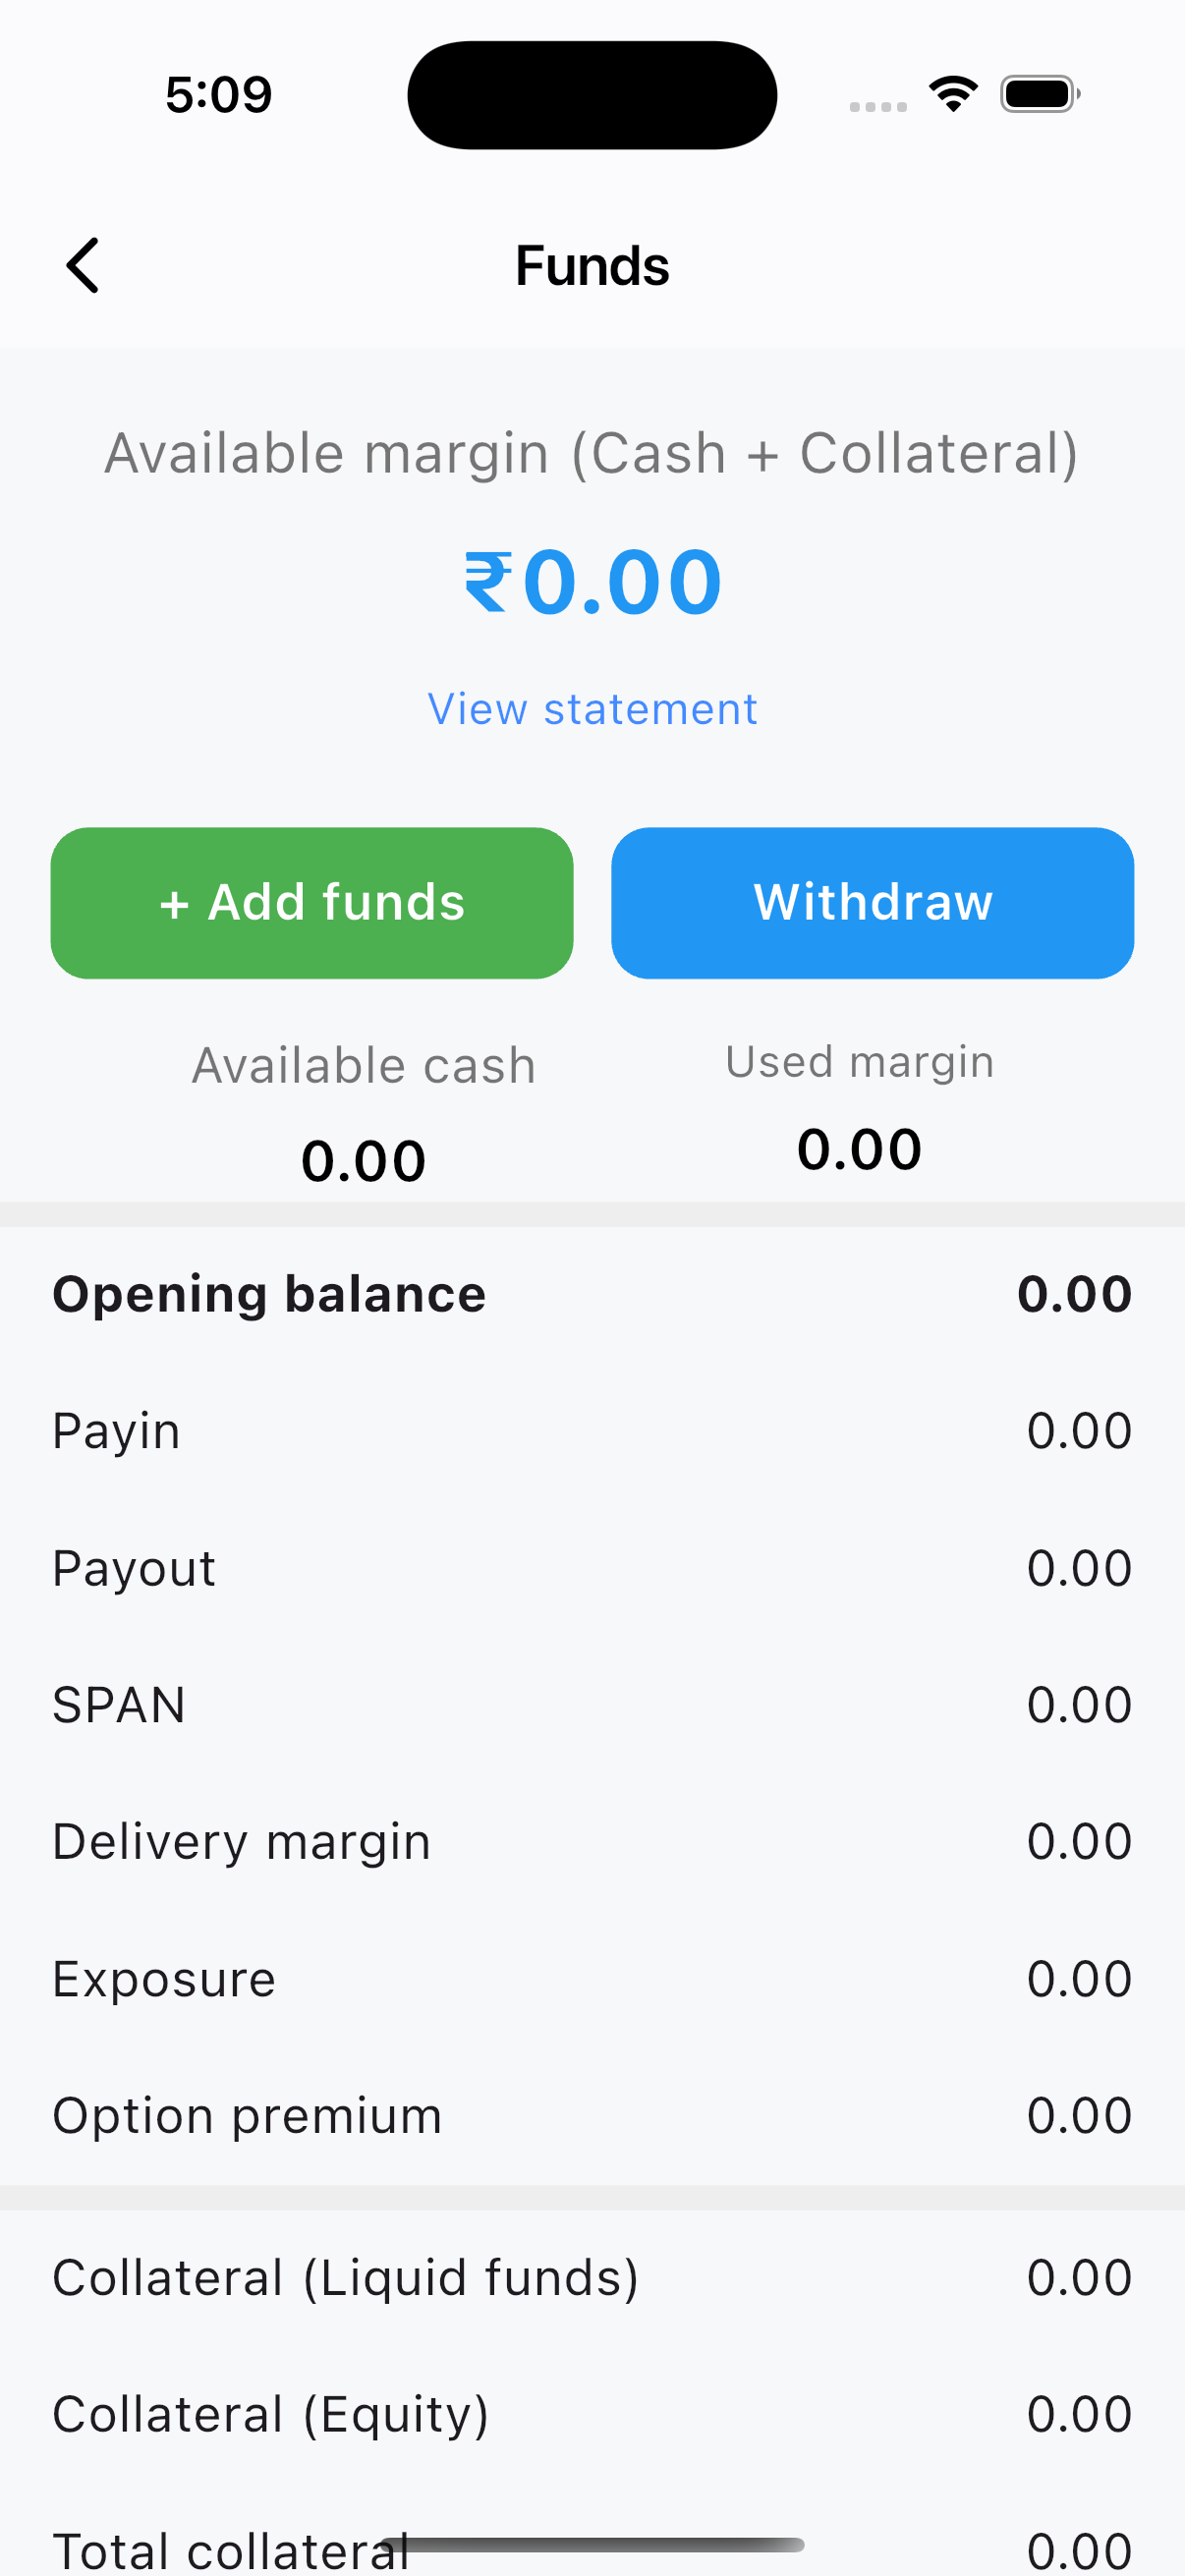 5:09
Funds
Available margin (Cash + Collateral)
₹0.00
View statement
+ Add funds
Withdraw
Available cash
Used margin
0.00
0.00
Opening balance 0.00
Payin 0.00
Payout 0.00
SPAN 0.00
Delivery margin 0.00
Exposure 0.00
Option premium 0.00
Collateral (Liquid funds) 0.00
Collateral (Equity) 0.00
Total collateral 0.00